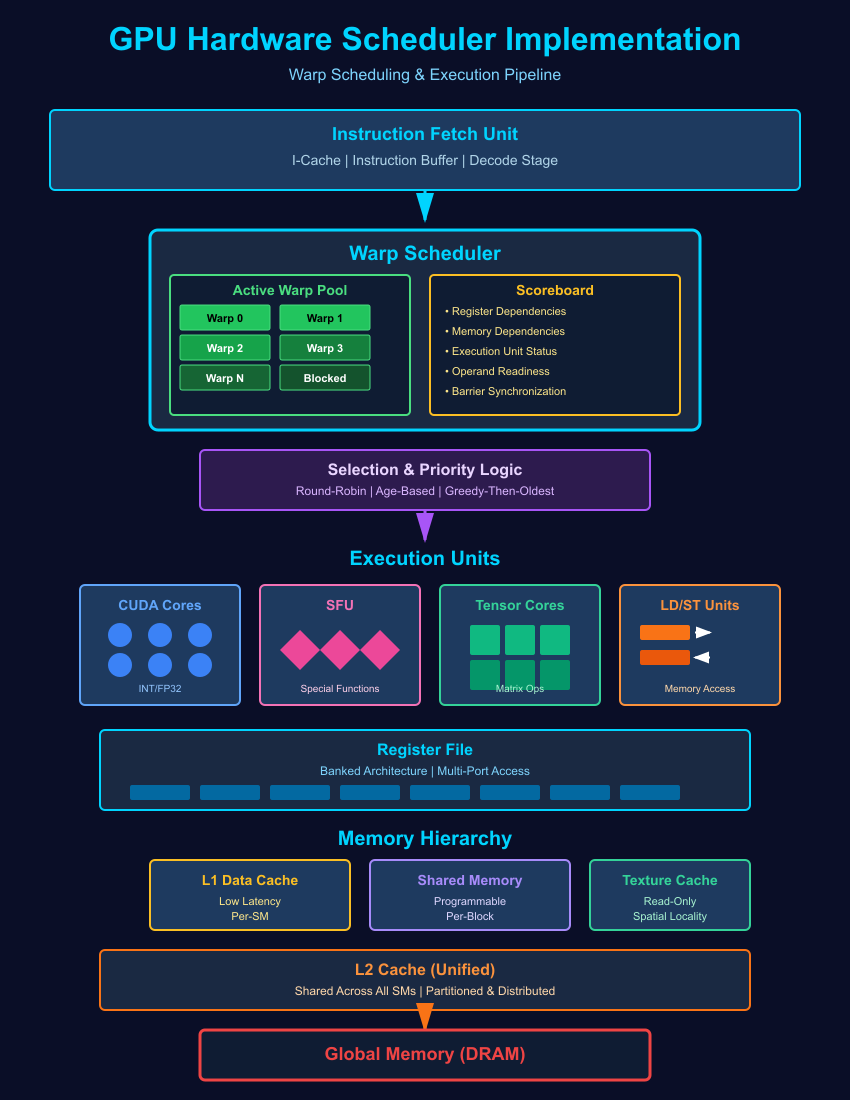 GPU Hardware Scheduler Implementation
Warp Scheduling & Execution Pipeline
Instruction Fetch Unit
I-Cache | Instruction Buffer | Decode Stage
Warp Scheduler
Active Warp Pool
Warp 0
Warp 1
Warp 2
Warp 3
Warp N
Blocked
Scoreboard
• Register Dependencies
• Memory Dependencies
• Execution Unit Status
• Operand Readiness
• Barrier Synchronization
Selection & Priority Logic
Round-Robin | Age-Based | Greedy-Then-Oldest
Execution Units
CUDA Cores
INT/FP32
SFU
Special Functions
Tensor Cores
Matrix Ops
LD/ST Units
Memory Access
Register File
Banked Architecture | Multi-Port Access
Memory Hierarchy
L1 Data Cache
Low Latency
Per-SM
Shared Memory
Programmable
Per-Block
Texture Cache
Read-Only
Spatial Locality
L2 Cache (Unified)
Shared Across All SMs | Partitioned & Distributed
Global Memory (DRAM)